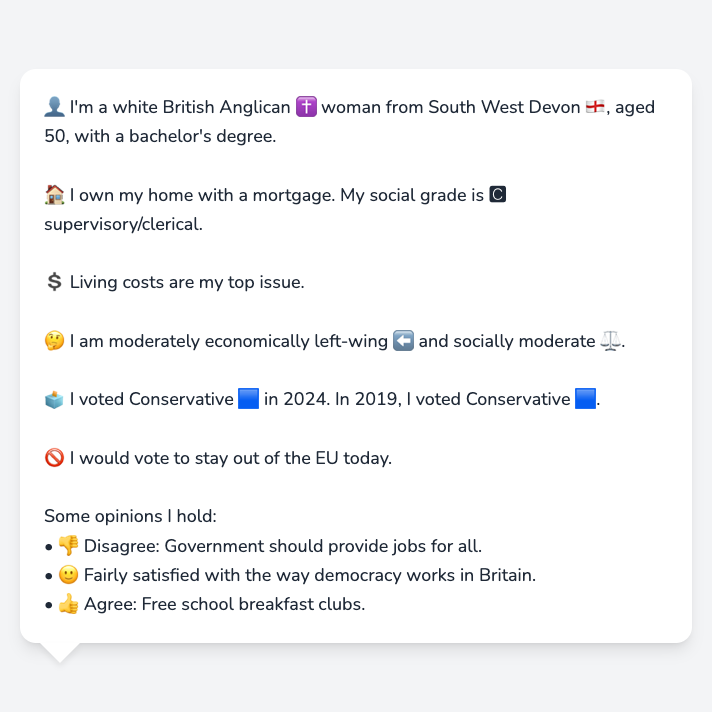 👤 I'm a white British Anglican ✝️ woman from South West Devon 🏴󠁧󠁢󠁥󠁮󠁧󠁿, aged
50, with a bachelor's degree.
🏠 I own my home with a mortgage. My social grade is 🅲
supervisory/clerical.
💲 Living costs are my top issue.
🤔 I am moderately economically left-wing ⬅️ and socially moderate ⚖️.
🗳️ I voted Conservative 🟦 in 2024. In 2019, I voted Conservative 🟦.
🚫 I would vote to stay out of the EU today.
Some opinions I hold:
• 👎 Disagree: Government should provide jobs for all.
• 🙂 Fairly satisfied with the way democracy works in Britain.
• 👍 Agree: Free school breakfast clubs.